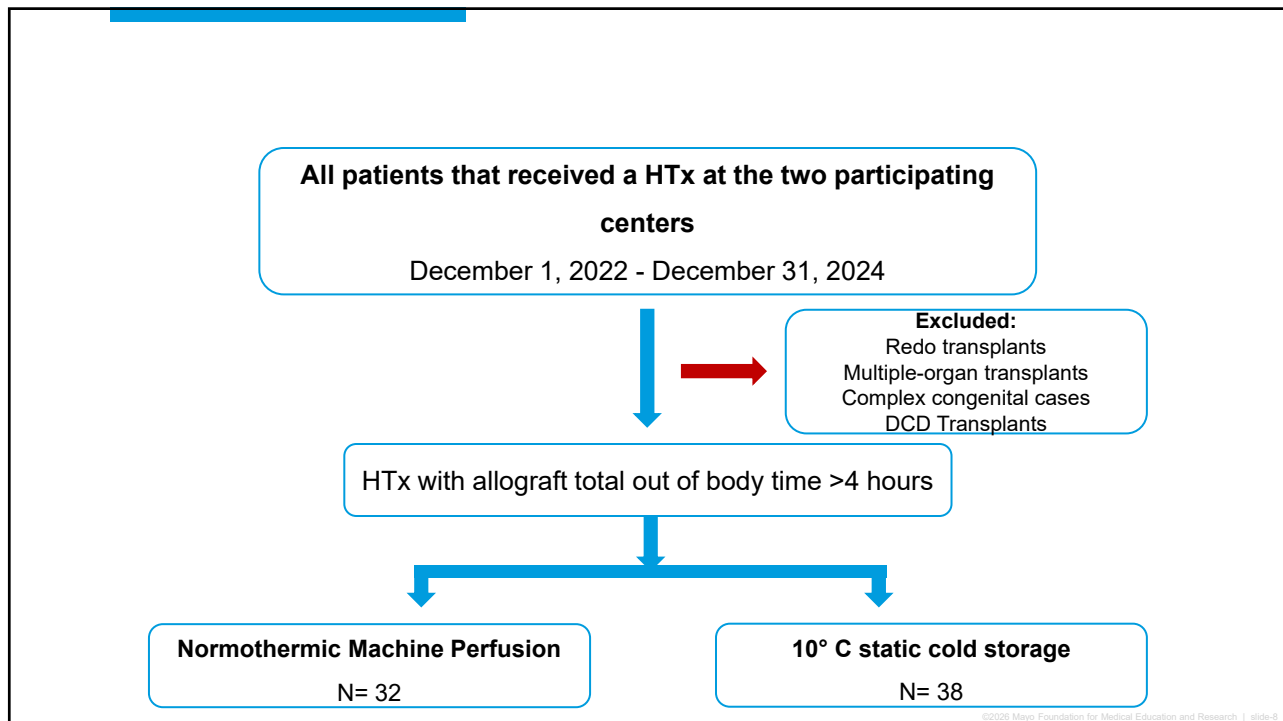 All patients that received a HTx at the two participating
centers
December 1, 2022 - December 31, 2024
Excluded:
Redo transplants
Multiple-organ transplants
Complex congenital cases
DCD Transplants
HTx with allograft total out of body time >4 hours
Normothermic Machine Perfusion
N= 32
10° C static cold storage
N= 38
©2026 Mayo Foundation for Medical Education and Research | slide-8